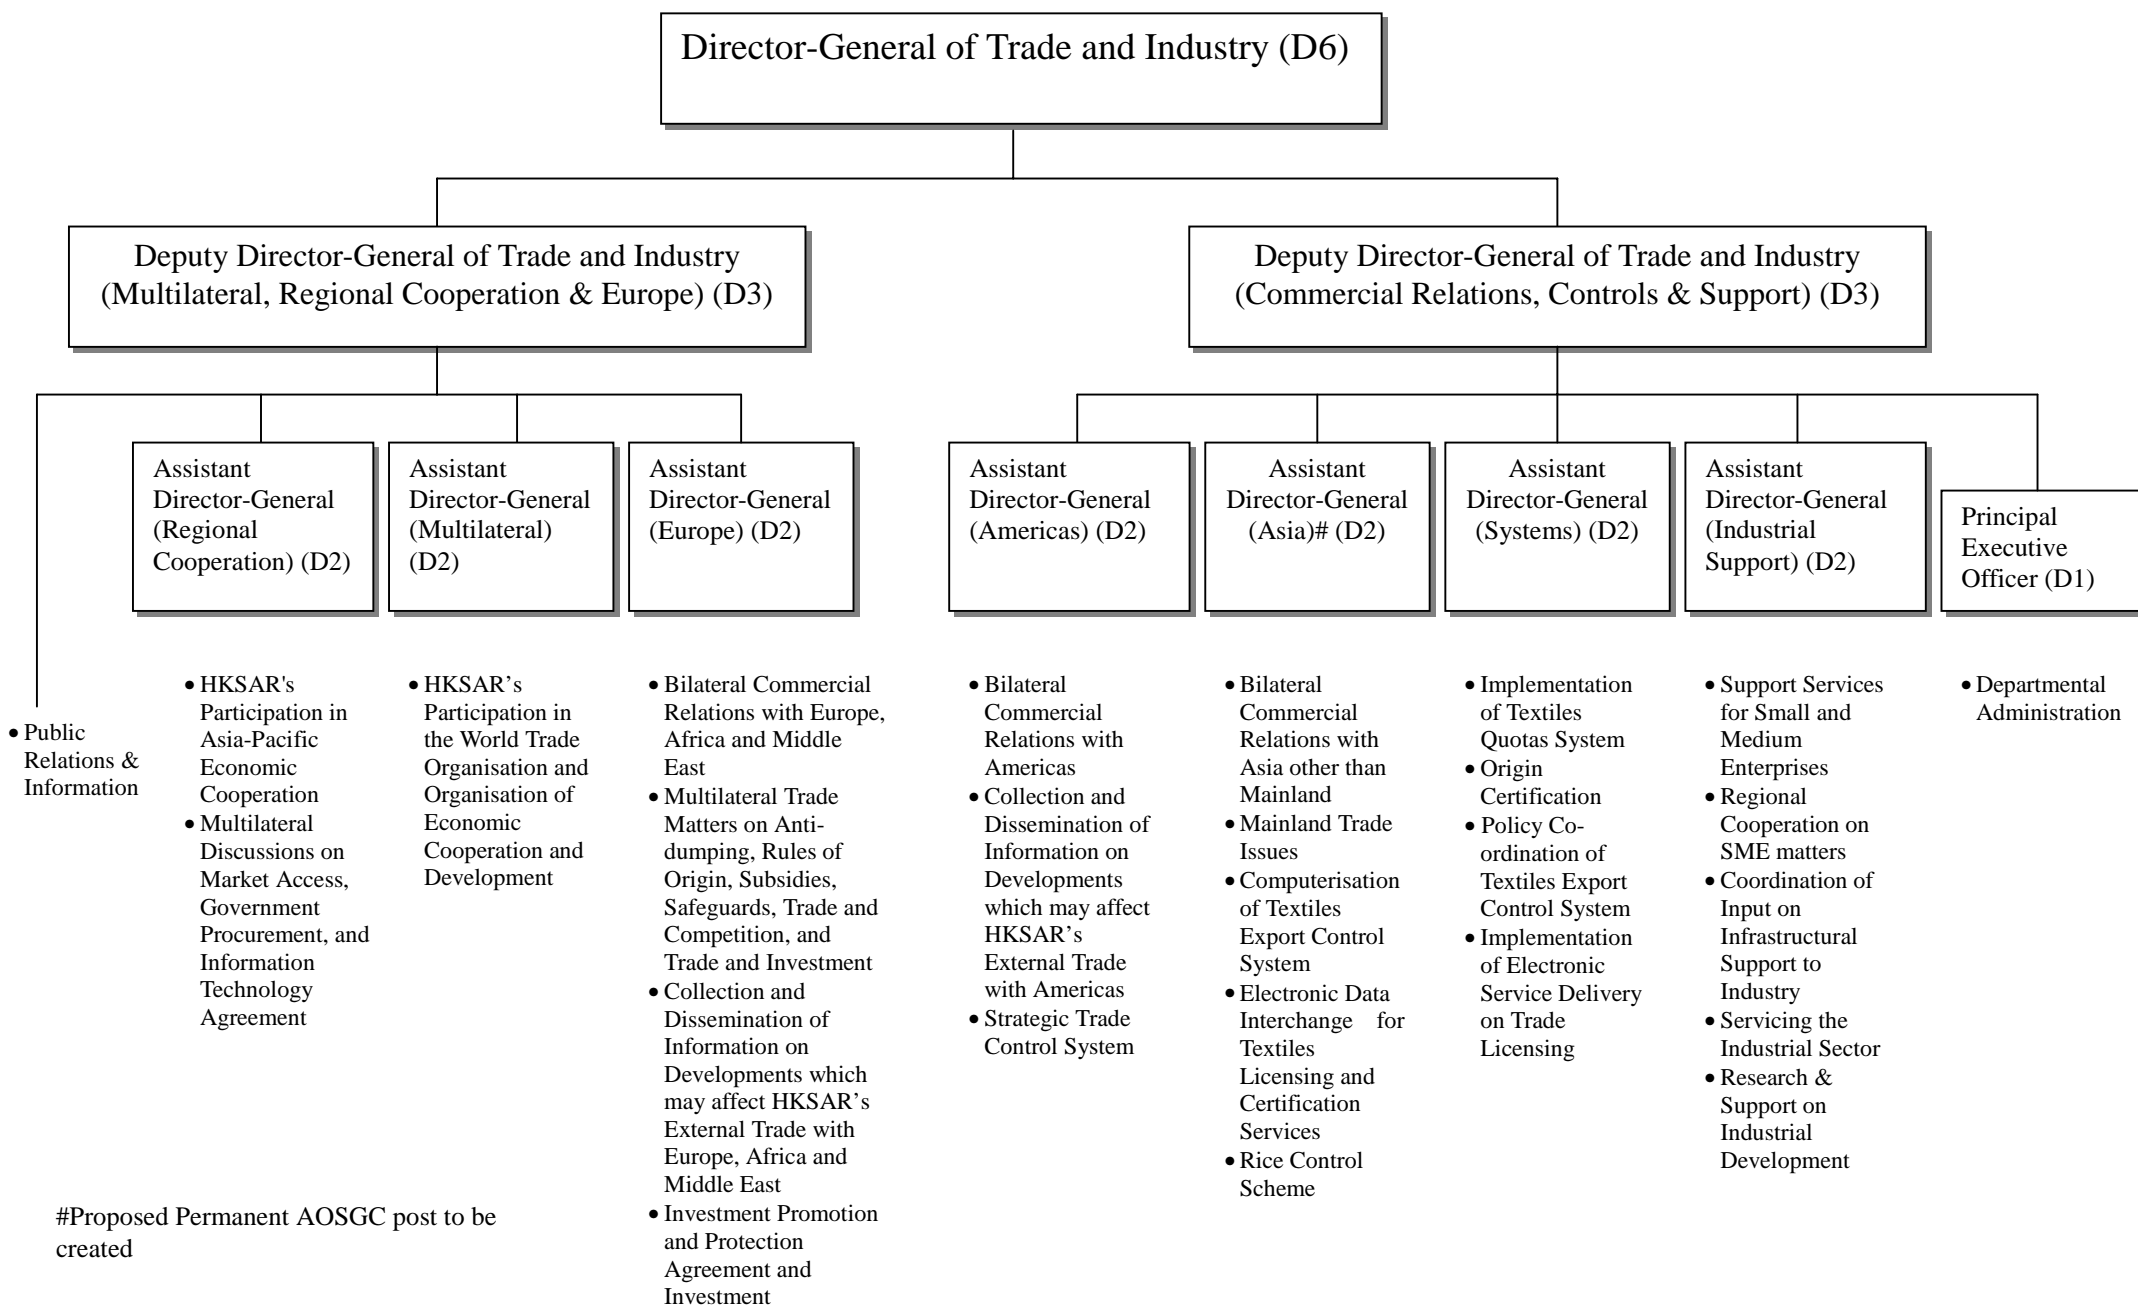 Director-General of Trade and Industry (D6)
Deputy Director-General of Trade and Industry
(Multilateral, Regional Cooperation & Europe) (D3)
Deputy Director-General of Trade and Industry
(Commercial Relations, Controls & Support) (D3)
Assistant
Director-General
(Regional
Cooperation) (D2)
Assistant
Director-General
(Multilateral)
(D2)
Assistant
Director-General
(Europe) (D2)
Assistant
Director-General
(Americas) (D2)
Assistant
Director-General
(Asia)# (D2)
Assistant
Director-General
(Systems) (D2)
Assistant
Director-General
(Industrial
Support) (D2)
Principal
Executive
Officer (D1)
• Public
Relations &
Information
• HKSAR's
Participation in
Asia-Pacific
Economic
Cooperation
• Multilateral
Discussions on
Market Access,
Government
Procurement, and
Information
Technology
Agreement
• HKSAR’s
Participation in
the World Trade
Organisation and
Organisation of
Economic
Cooperation and
Development
• Bilateral Commercial
Relations with Europe,
Africa and Middle
East
• Multilateral Trade
Matters on Anti-
dumping, Rules of
Origin, Subsidies,
Safeguards, Trade and
Competition, and
Trade and Investment
• Collection and
Dissemination of
Information on
Developments which
may affect HKSAR’s
External Trade with
Europe, Africa and
Middle East
• Investment Promotion
and Protection
Agreement and
Investment
• Bilateral
Commercial
Relations with
Americas
• Collection and
Dissemination of
Information on
Developments
which may affect
HKSAR’s
External Trade
with Americas
• Strategic Trade
Control System
• Bilateral
Commercial
Relations with
Asia other than
Mainland
• Mainland Trade
Issues
• Computerisation
of Textiles
Export Control
System
• Electronic Data
Interchange for
Textiles
Licensing and
Certification
Services
• Rice Control
Scheme
• Implementation
of Textiles
Quotas System
• Origin
Certification
• Policy Co-
ordination of
Textiles Export
Control System
• Implementation
of Electronic
Service Delivery
on Trade
Licensing
• Support Services
for Small and
Medium
Enterprises
• Regional
Cooperation on
SME matters
• Coordination of
Input on
Infrastructural
Support to
Industry
• Servicing the
Industrial Sector
• Research &
Support on
Industrial
Development
• Departmental
Administration
#Proposed Permanent AOSGC post to be
created